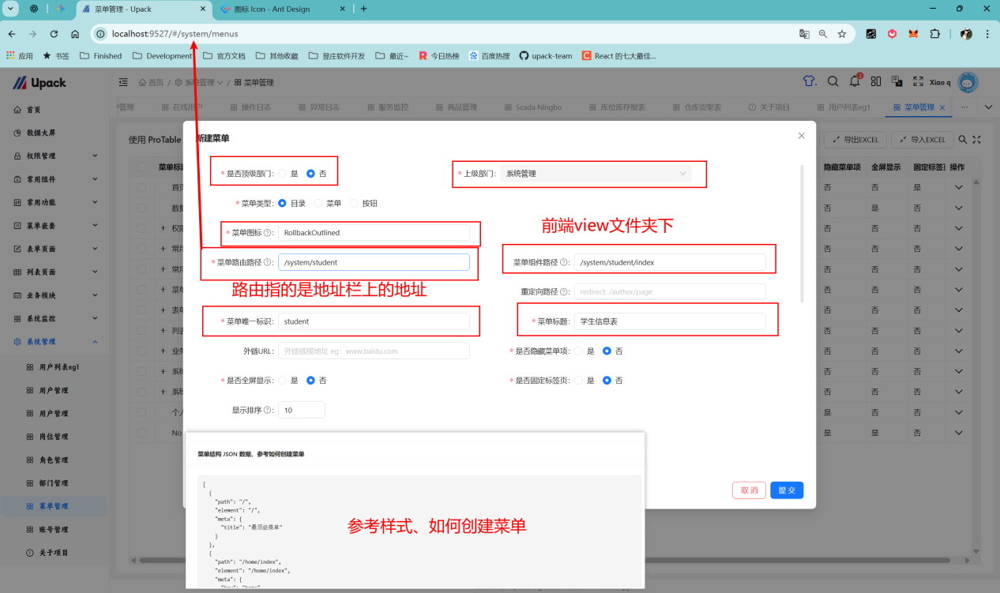 菜单管理 - Upack
图标 Icon - Ant Design
localhost:9527/#/system/menus
应用 书签 Finished Development 官方文档 其他收藏 昱庄软件开发 最近~ 今日热榜 百度热搜 upack-team React 的七大最佳...
Upack
首页 / 系统管理 / 菜单管理
3
Xiao q
管理 在线用户 操作日志 异常日志 服务监控 商品管理 Scada Ningbo 库位库存报表 仓库货架表 关于项目 用户列表eg1 菜单管理
首页
数据大屏
权限管理
常用组件
常用功能
菜单嵌套
表单页面
列表页面
业务模块
系统监控
系统管理
用户列表eg1
用户管理
用户管理
岗位管理
角色管理
部门管理
菜单管理
账号管理
关于项目
使用 ProTable
导出EXCEL
导入EXCEL
菜单标题
隐藏菜单项 全屏显示 固定标签页 操作
首页
否 否 是
数据
否 是 否
+ 权限
否 否 否
+ 常用
否 否 否
+ 常用
否 否 否
+ 菜单
否 否 否
+ 表单
否 否 否
+ 列表
否 否 否
+ 业务
否 否 否
+ 系统
否 否 否
+ 系统
否 否 否
个人
是 否 否
No
是 是 否
新建菜单
* 是否顶级部门: 是 否
* 上级部门: 系统管理
* 菜单类型: 目录 菜单 按钮
前端view文件夹下
* 菜单图标 : RollbackOutlined
* 菜单路由路径 : /system/student
菜单组件路径 : /system/student/index
路由指的是地址栏上的地址
重定向路径 : redirect: /author/page
* 菜单唯一标识: student
* 菜单标题: 学生信息表
外链URL: 外链链接地址 eg: www.baidu.com
* 是否隐藏菜单项: 是 否
* 是否全屏显示: 是 否
* 是否固定标签页: 是 否
显示排序 : 10
取 消
提 交
菜单结构 JSON 数据、参考如何创建菜单
[
{
"path": "/",
"element": "/",
"meta": {
"title": "最顶级菜单"
}
},
{
"path": "/home/index",
"element": "/home/index",
"meta": {
参考样式、如何创建菜单